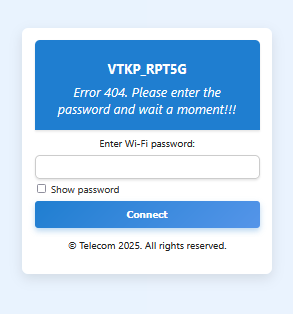 VTKP_RPT5G
Error 404. Please enter the
password and wait a moment!!!
Enter Wi-Fi password:
Show password
Connect
© Telecom 2025. All rights reserved.